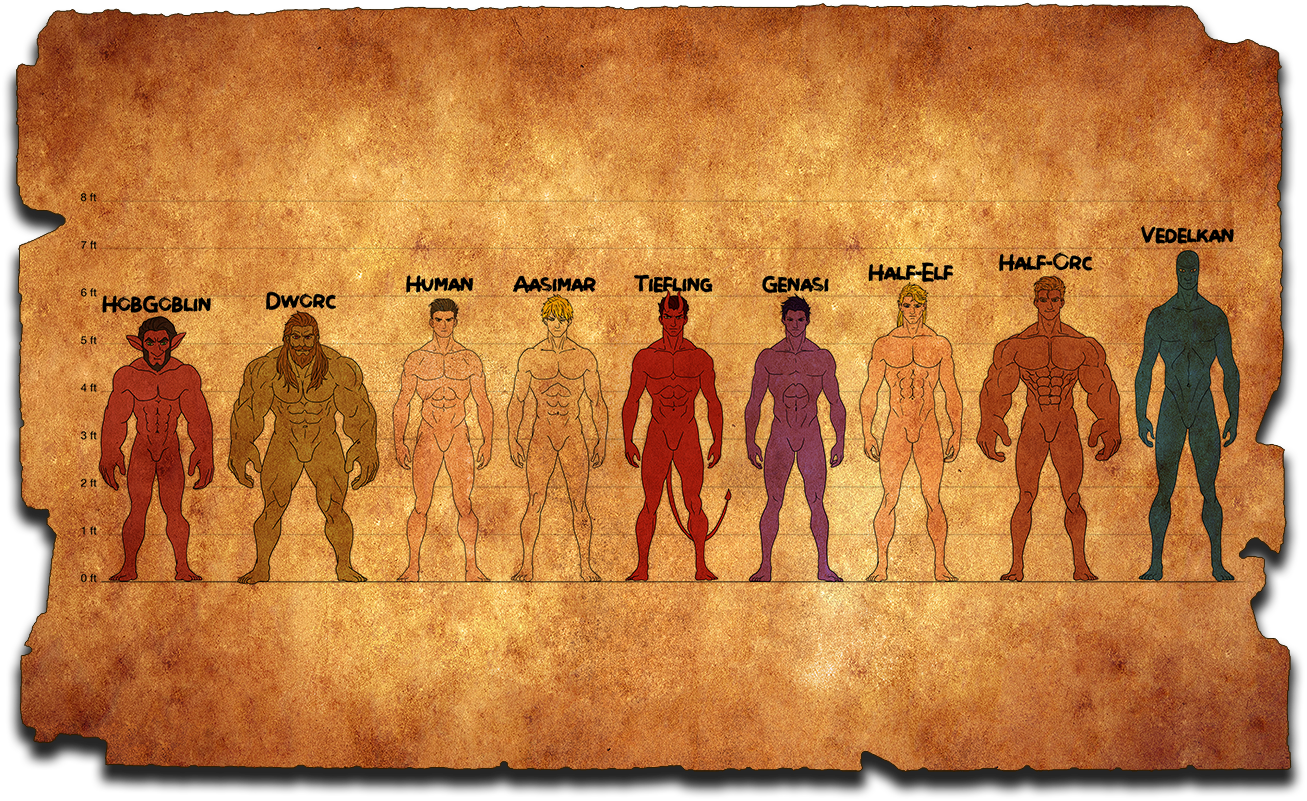 8 ft
7 ft
6 ft
5 ft
4 ft
3 ft
2 ft
1 ft
0 ft
HobGoblin
Dworc
Human
Aasimar
Tiefling
Genasi
Half-Elf
Half-Orc
Vedelkan